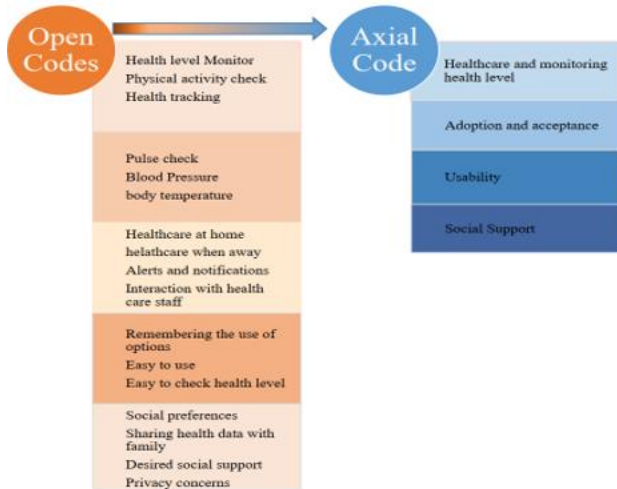 Open
Codes
Health level Monitor
Physical activity check
Health tracking
Pulse check
Blood Pressure
body temperature
Healthcare at home
helathcare when away
Alerts and notifications
Interaction with health
care staff
Remembering the use of
options
Easy to use
Easy to check health level
Social preferences
Sharing health data with
family
Desired social support
Privacy concerns
Axial
Code
Healthcare and monitoring
health level
Adoption and acceptance
Usability
Social Support